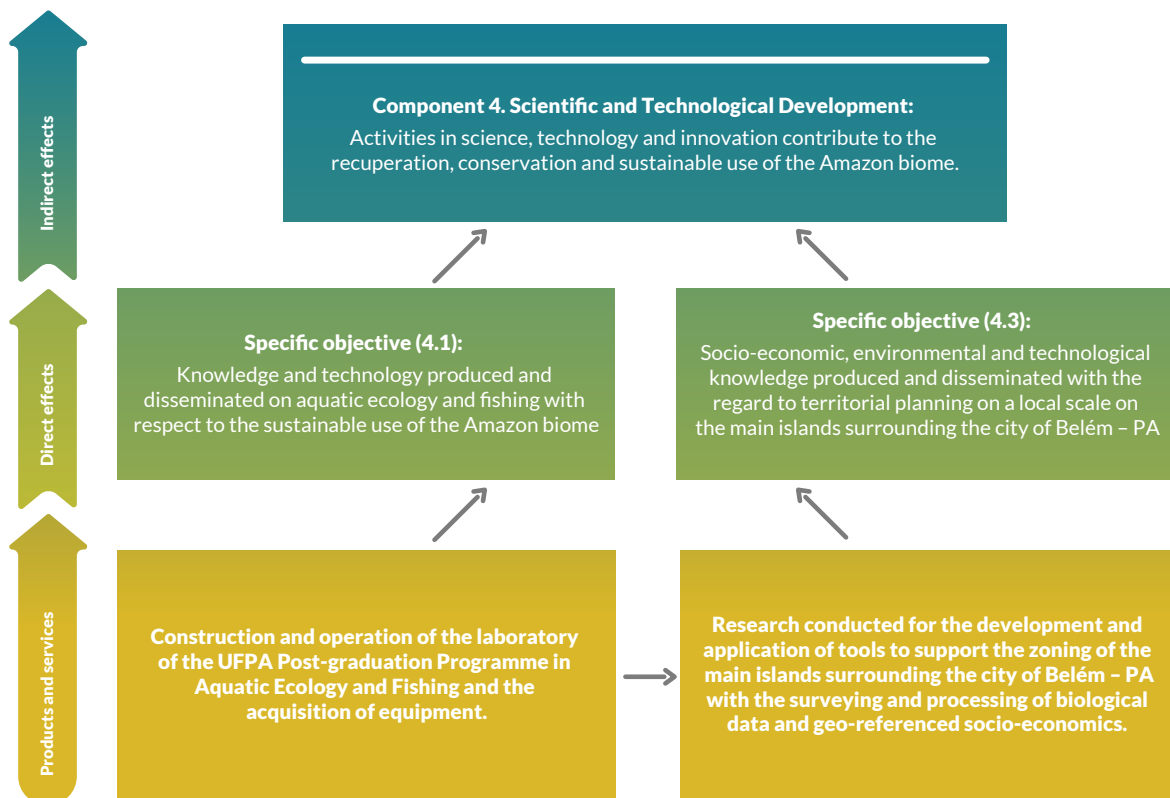 Indirect effects
Component 4. Scientific and Technological Development:
Activities in science, technology and innovation contribute to the
recuperation, conservation and sustainable use of the Amazon biome.
Direct effects
Specific objective (4.1):
Knowledge and technology produced and
disseminated on aquatic ecology and fishing with
respect to the sustainable use of the Amazon biome
Specific objective (4.3):
Socio-economic, environmental and technological
knowledge produced and disseminated with the
regard to territorial planning on a local scale on
the main islands surrounding the city of Belém – PA
Products and services
Construction and operation of the laboratory
of the UFPA Post-graduation Programme in
Aquatic Ecology and Fishing and the
acquisition of equipment.
Research conducted for the development and
application of tools to support the zoning of the
main islands surrounding the city of Belém – PA
with the surveying and processing of biological
data and geo-referenced socio-economics.